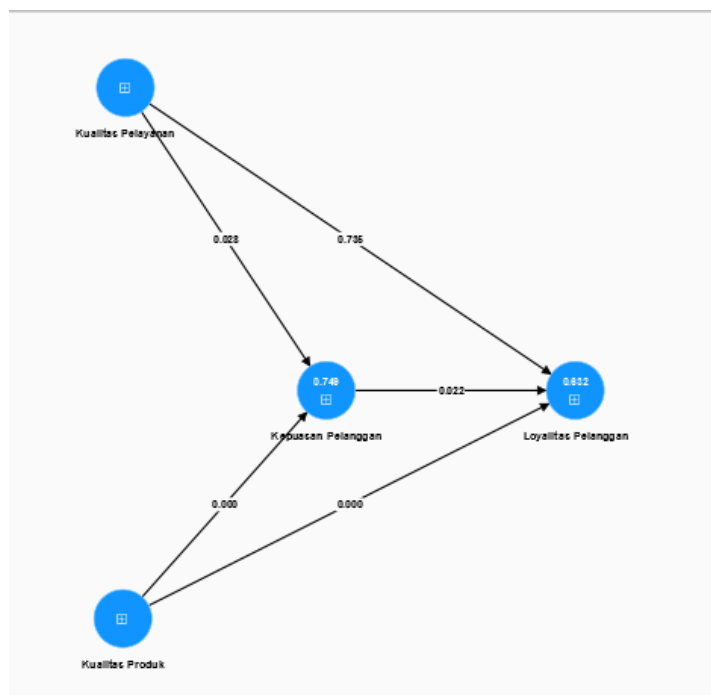 Kualitas Pelayanan
0.028
0.735
0.749
0.632
0.022
Kepuasan Pelanggan
Loyalitas Pelanggan
0.000
0.000
Kualitas Produk